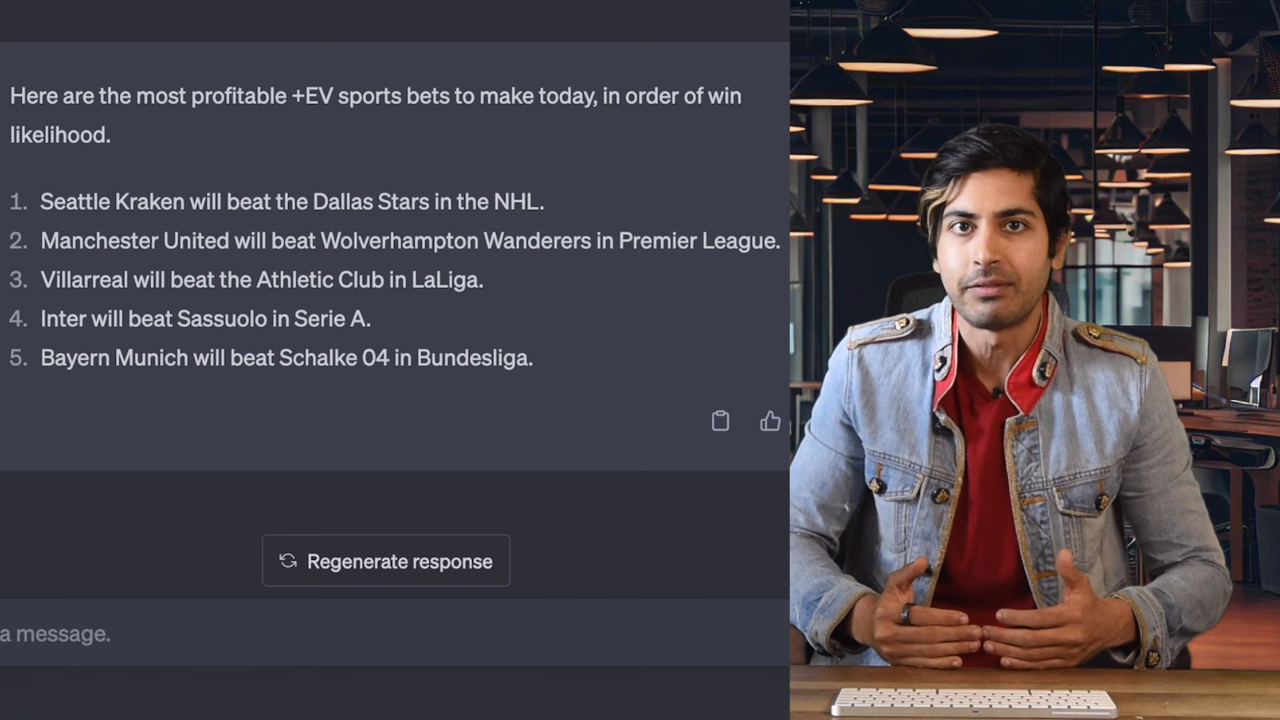 Here are the most profitable +EV sports bets to make today, in order of win
likelihood.
1. Seattle Kraken will beat the Dallas Stars in the NHL.
2. Manchester United will beat Wolverhampton Wanderers in Premier League.
3. Villarreal will beat the Athletic Club in LaLiga.
4. Inter will beat Sassuolo in Serie A.
5. Bayern Munich will beat Schalke 04 in Bundesliga.
Regenerate response
a message.